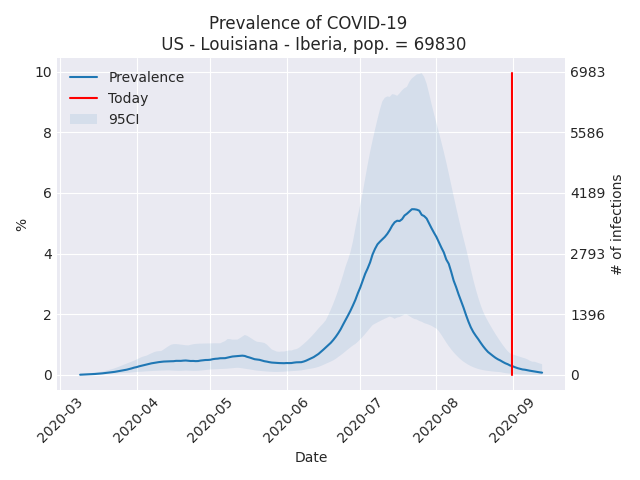 Prevalence of COVID-19
US - Louisiana - Iberia, pop. = 69830
Prevalence
Today
95CI
10
8
6
4
2
0
%
6983
5586
4189
2793
1396
0
# of infections
2020-03
2020-04
2020-05
2020-06
2020-07
2020-08
2020-09
Date